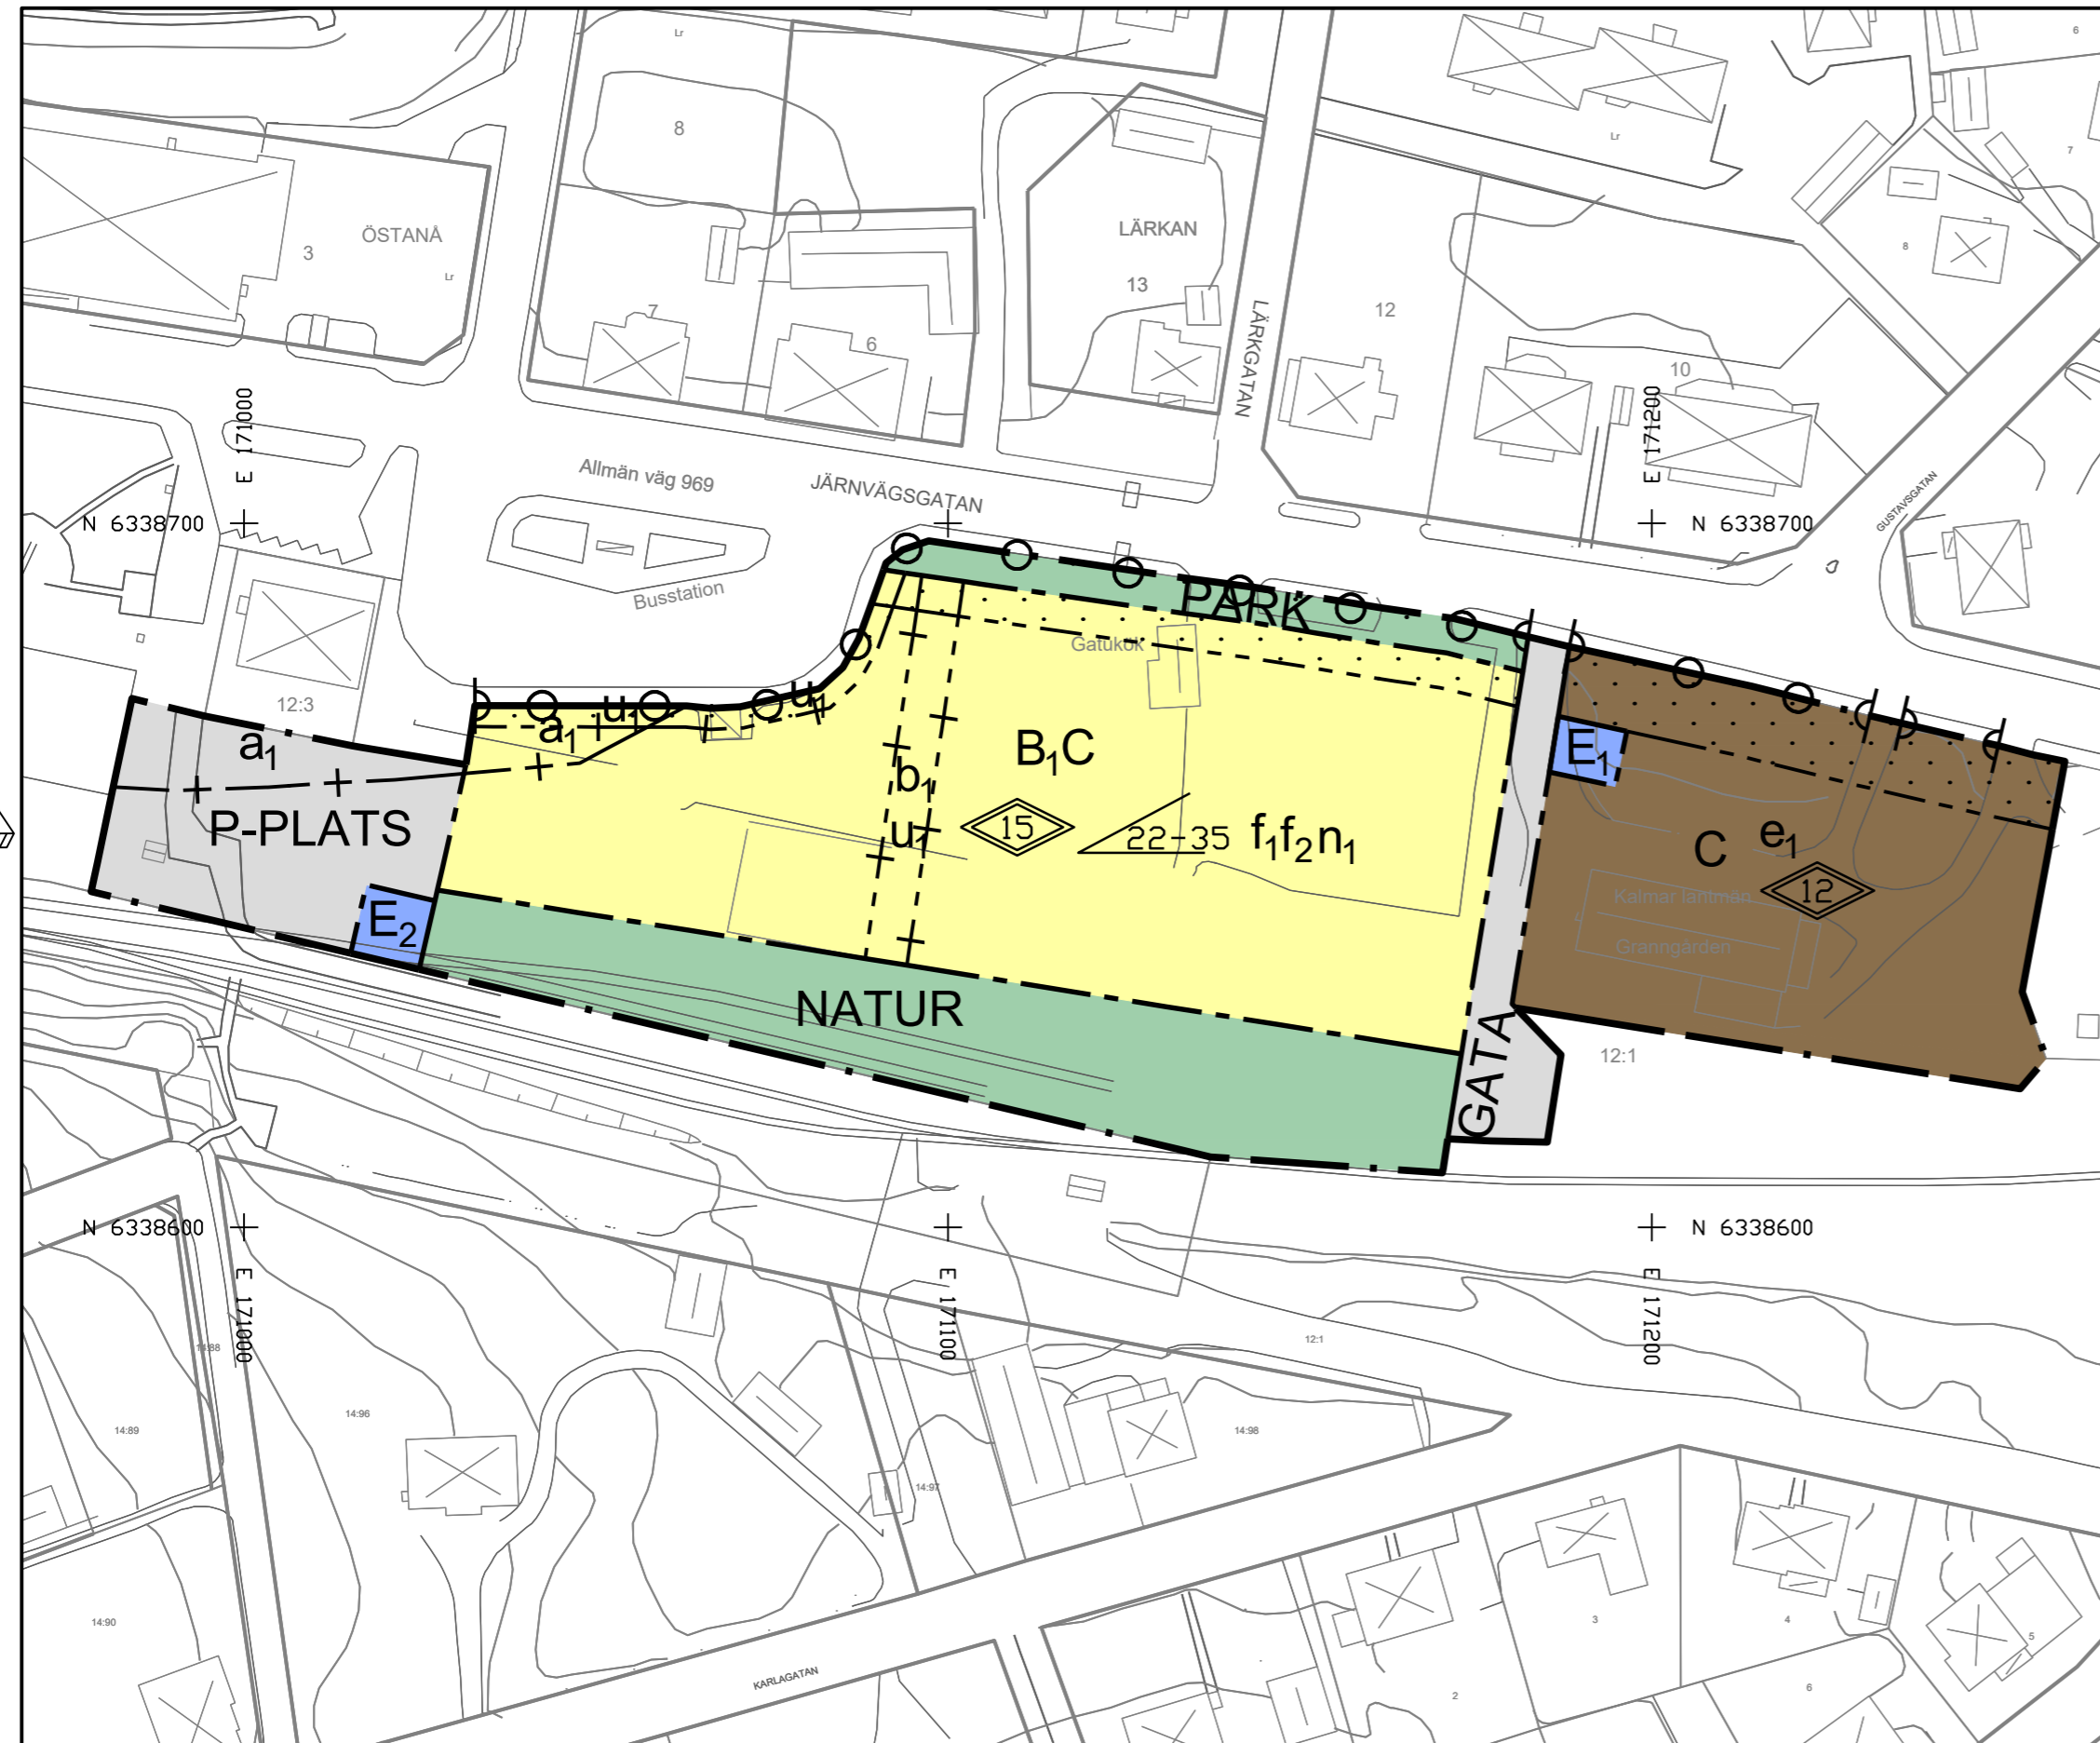 Lr
6
8
Lr
7
ÖSTANÅ
3
Lr
LÄRKAN
13
8
12
7
6
10
LÄRKGATAN
E 171000
E 171200
Allmän väg 969
JÄRNVÄGSGATAN
GUSTAVSGATAN
N 6338700
N 6338700
Busstation
PARK
Gatukök
12:3
a1
a1
u1
u1
B1C
E1
b1
u1
15
22-35
f1f2n1
C
e1
12
P-PLATS
E2
Kalmar lantmän
Granngården
NATUR
GATA
12:1
N 6338600
N 6338600
E 171000
E 171100
E 171200
14:88
12:1
14:96
14:89
14:98
14:97
14:90
KARLAGATAN
3
4
5
2
6